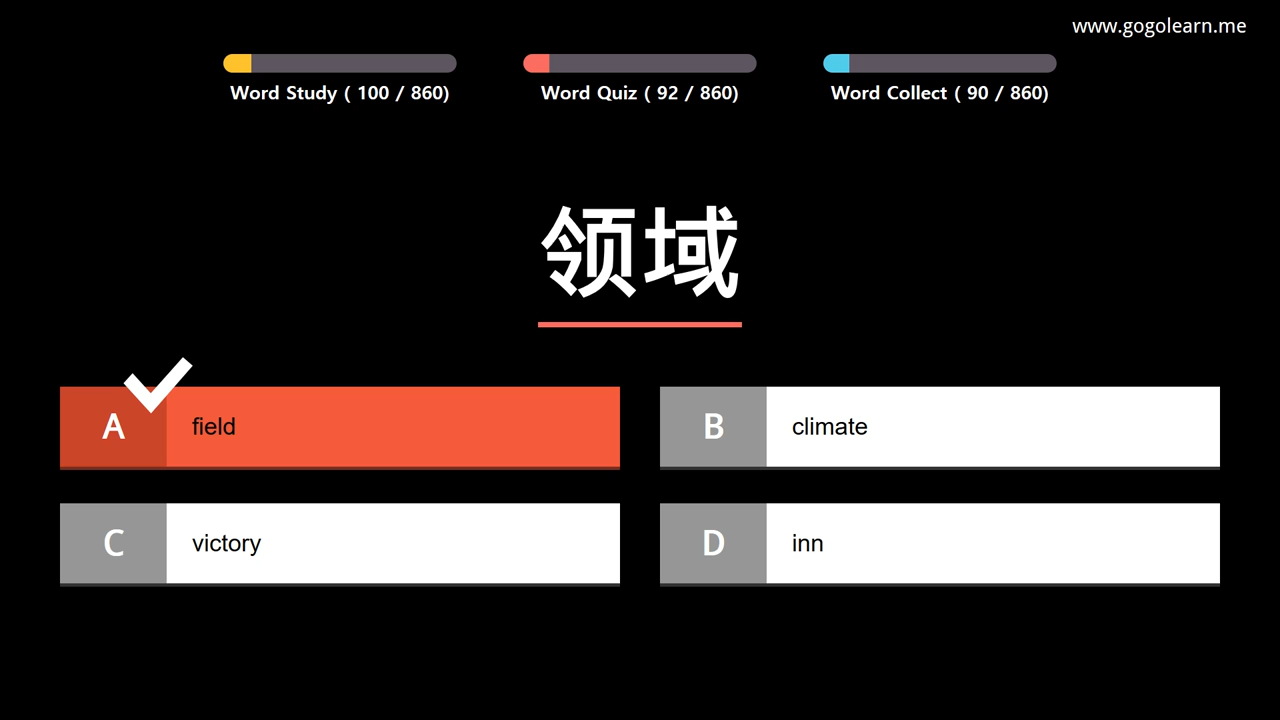 www.gogolearn.me
Word Study ( 100 / 860)
Word Quiz ( 92 / 860)
Word Collect ( 90 / 860)
领域
A field
B climate
C victory
D inn